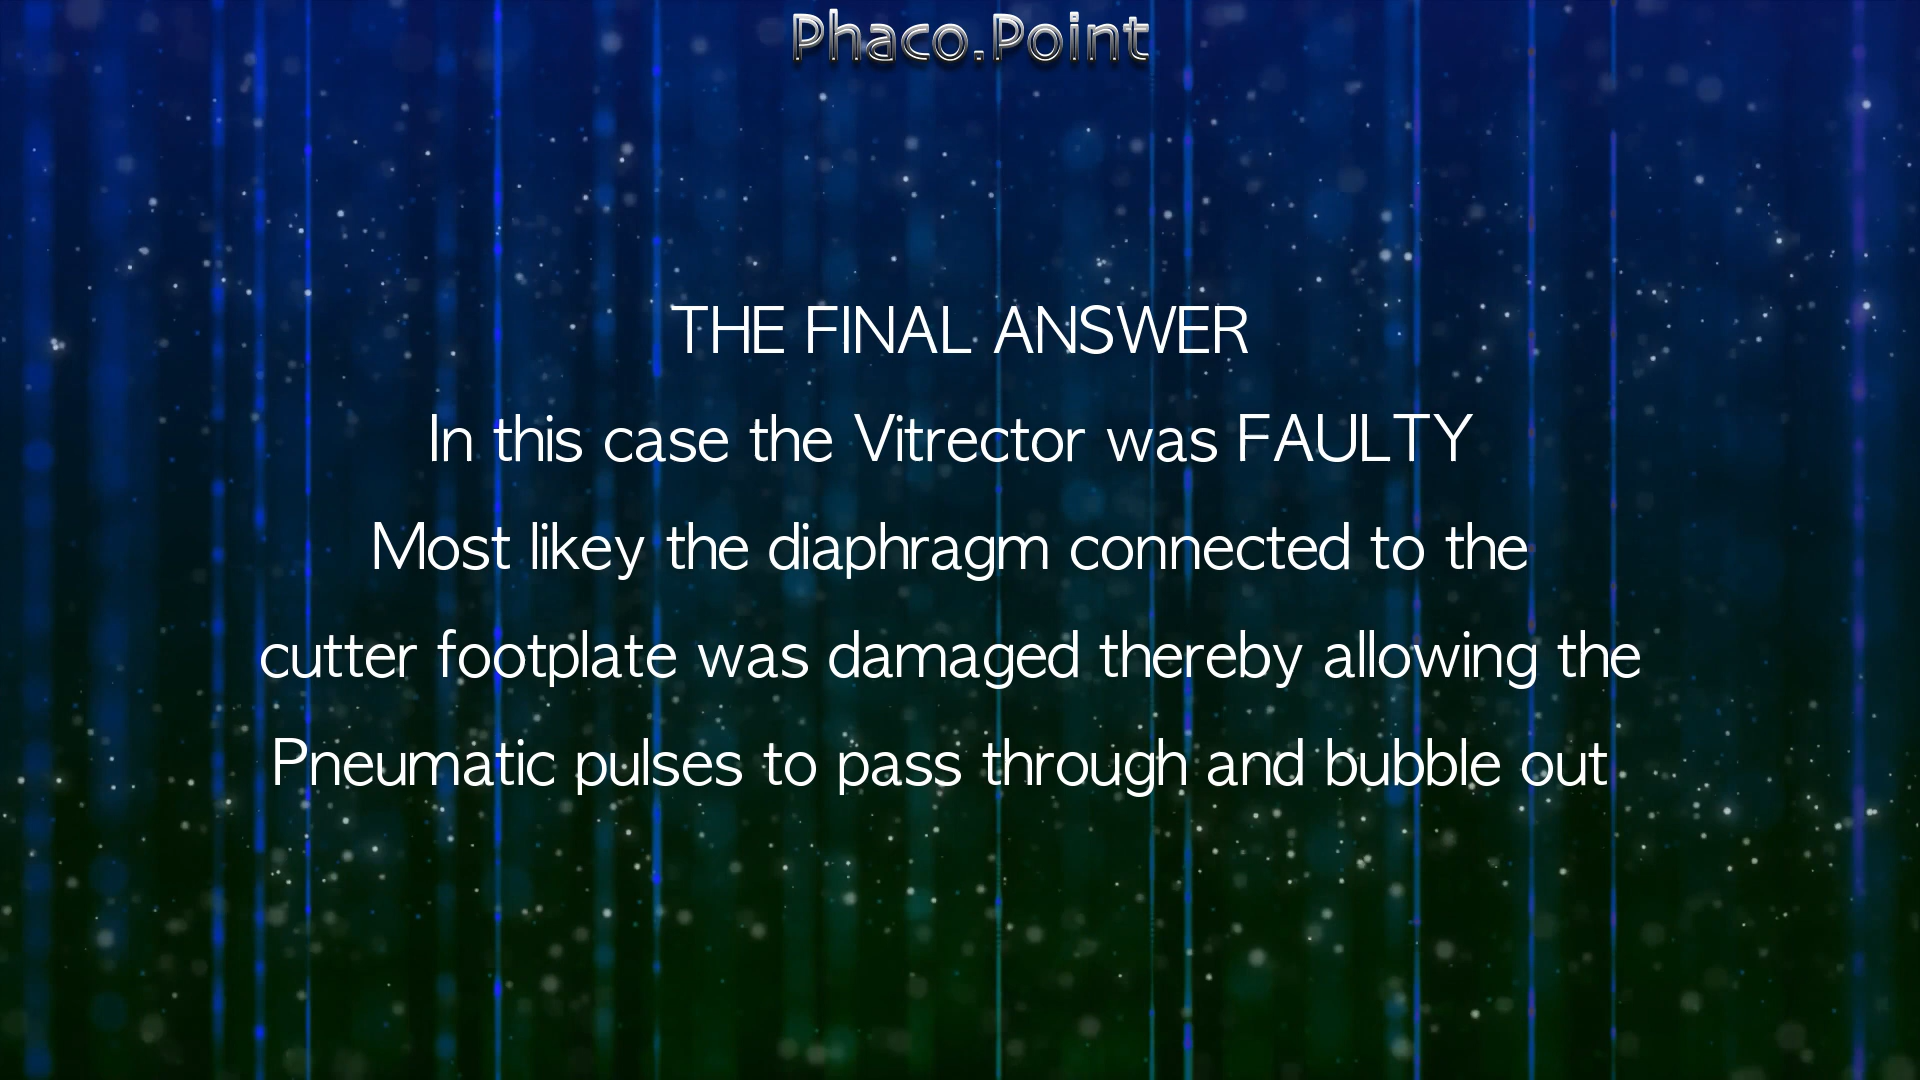 Phaco.Point
THE FINAL ANSWER
In this case the Vitrector was FAULTY
Most likey the diaphragm connected to the
cutter footplate was damaged thereby allowing the
Pneumatic pulses to pass through and bubble out